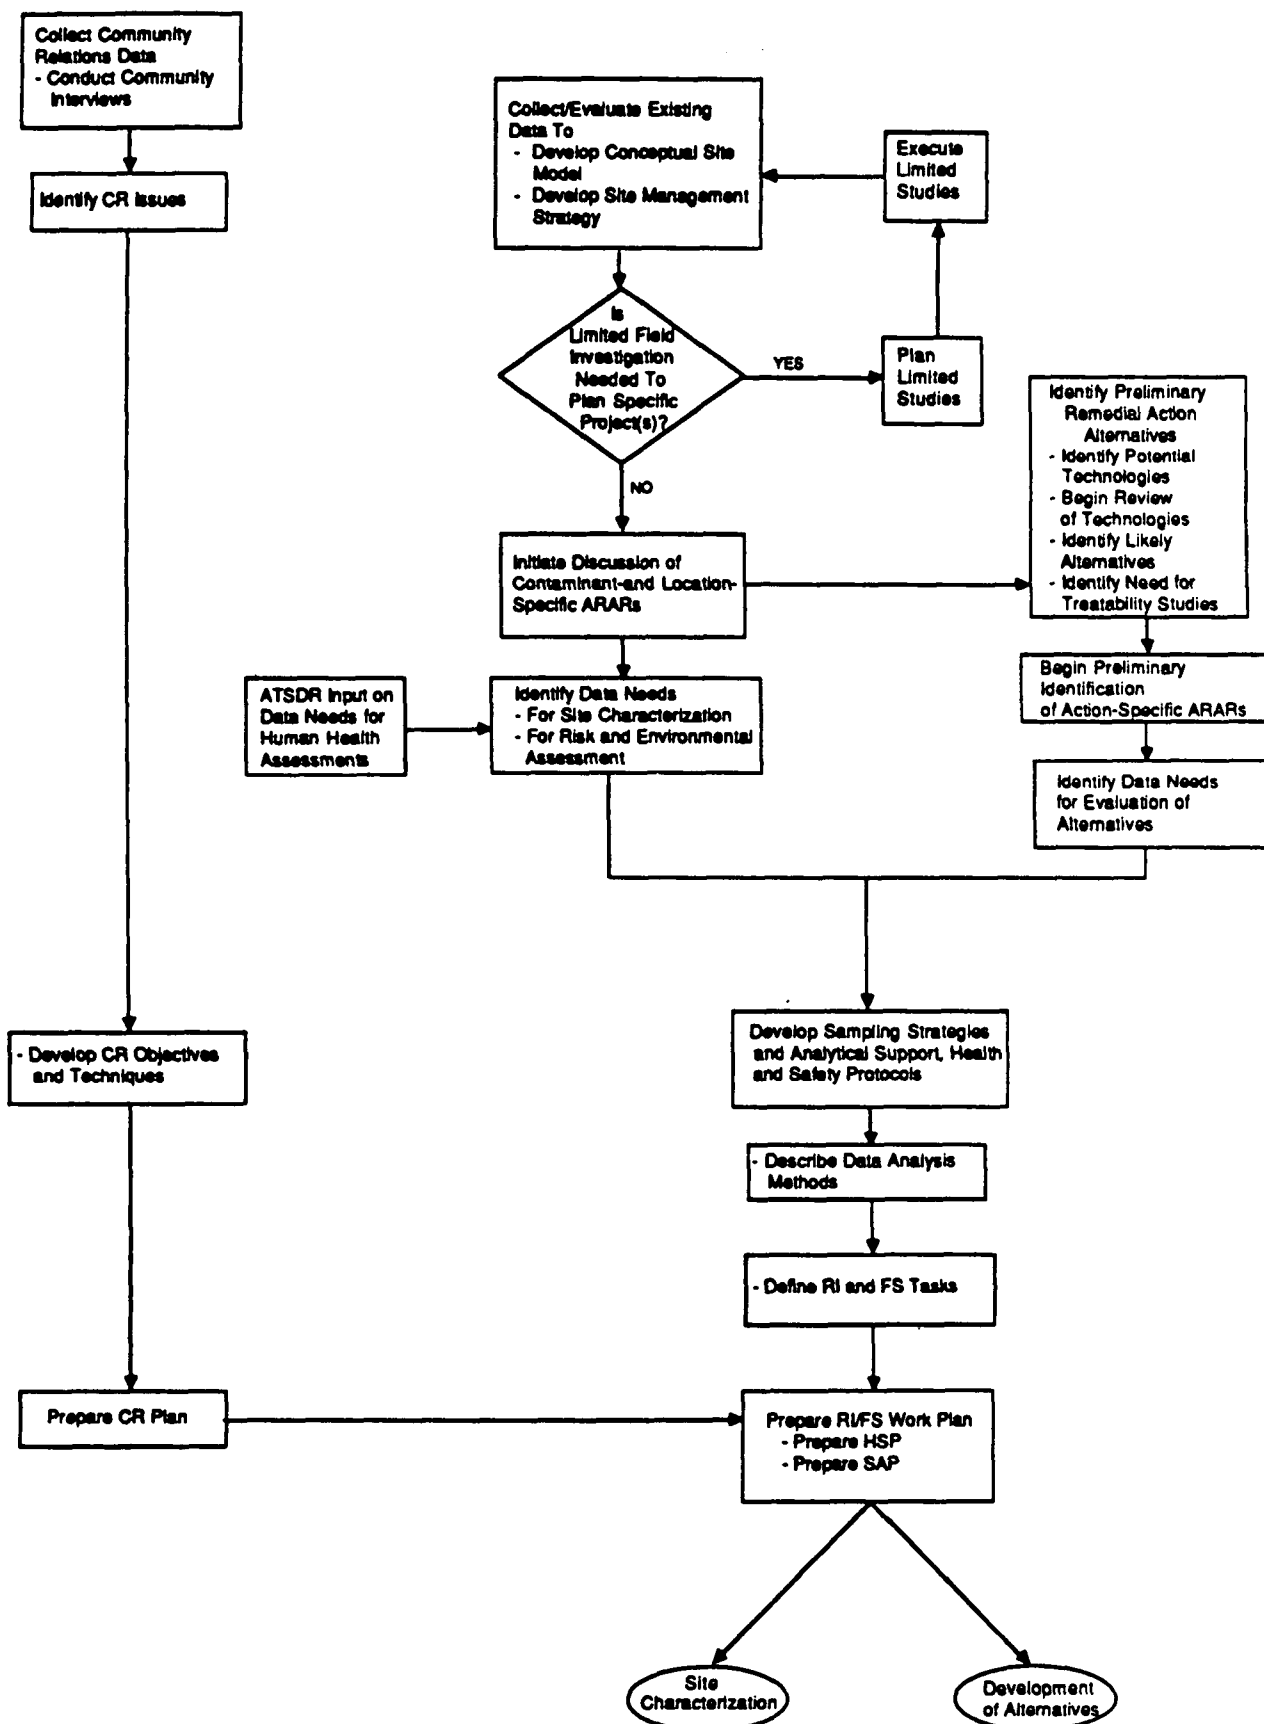 Collect Community
Relations Data
- Conduct Community
Interviews
Identify CR Issues
Collect/Evaluate Existing
Data To
- Develop Conceptual Site
Model
- Develop Site Management
Strategy
Execute
Limited
Studies
Is
Limited Field
Investigation
Needed To
Plan Specific
Project(s)?
YES
Plan
Limited
Studies
NO
Identify Preliminary
Remedial Action
Alternatives
- Identify Potential
Technologies
- Begin Review
of Technologies
- Identify Likely
Alternatives
- Identify Need for
Treatability Studies
Initiate Discussion of
Contaminant-and Location-
Specific ARARs
Begin Preliminary
Identification
of Action-Specific ARARs
ATSDR Input on
Data Needs for
Human Health
Assessments
Identify Data Needs
- For Site Characterization
- For Risk and Environmental
Assessment
Identify Data Needs
for Evaluation of
Alternatives
- Develop CR Objectives
and Techniques
Develop Sampling Strategies
and Analytical Support, Health
and Safety Protocols
- Describe Data Analysis
Methods
- Define RI and FS Tasks
Prepare CR Plan
Prepare RI/FS Work Plan
- Prepare HSP
- Prepare SAP
Site
Characterization
Development
of Alternatives